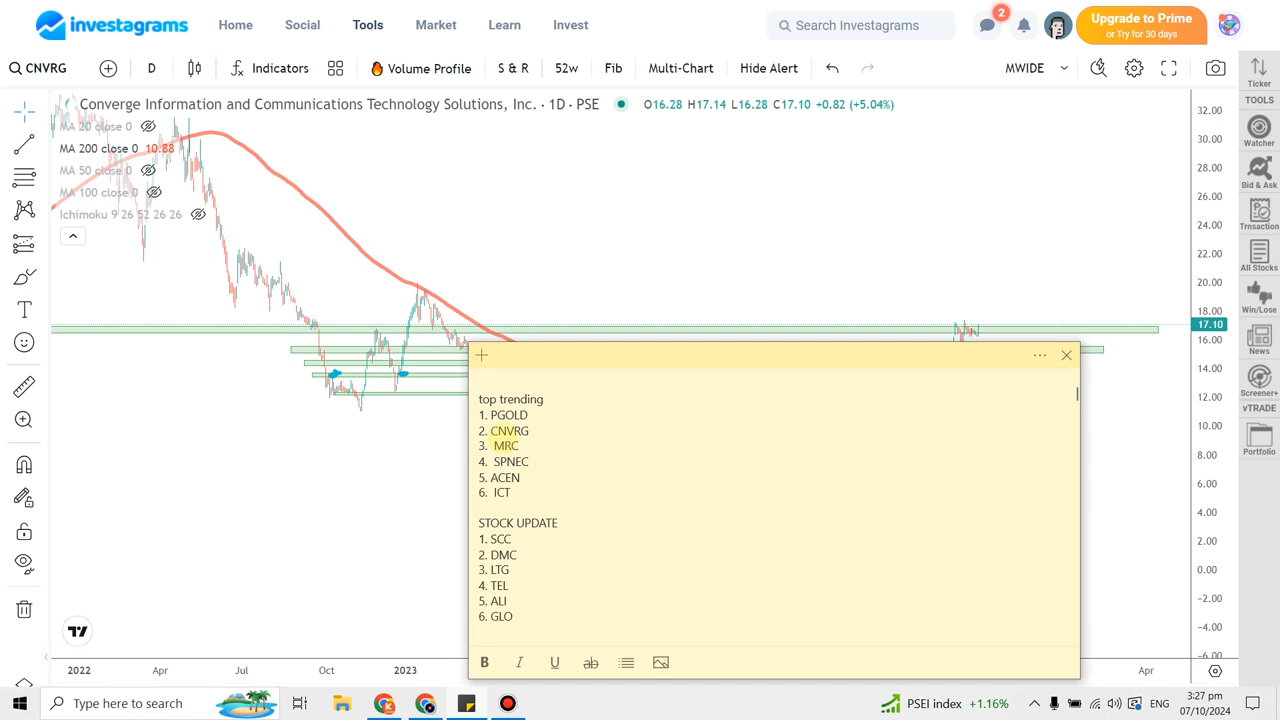 investagrams
Home
Social
Tools
Market
Learn
Invest
Search Investagrams
2
Upgrade to Prime
or Try for 30 days
CNVRG
D
Indicators
Volume Profile
S & R
52w
Fib
Multi-Chart
Hide Alert
MWIDE
Ticker
TOOLS
Watcher
Bid & Ask
Trnsaction
All Stocks
Win/Lose
News
Screener+
vTRADE
Portfolio
Converge Information and Communications Technology Solutions, Inc. · 1D · PSE
O16.28 H17.14 L16.28 C17.10 +0.82 (+5.04%)
MA 20 close 0
MA 200 close 0 10.88
MA 50 close 0
MA 100 close 0
Ichimoku 9 26 52 26 26
32.00
30.00
28.00
26.00
24.00
22.00
20.00
18.00
17.10
16.00
14.00
12.00
10.00
8.00
6.00
4.00
2.00
0.00
−2.00
−4.00
−6.00
top trending
1. PGOLD
2. CNVRG
3. MRC
4. SPNEC
5. ACEN
6. ICT
STOCK UPDATE
1. SCC
2. DMC
3. LTG
4. TEL
5. ALI
6. GLO
B I U ab
2022
Apr
Jul
Oct
2023
Apr
Type here to search
PSEI index +1.16%
ENG
3:27 pm
07/10/2024